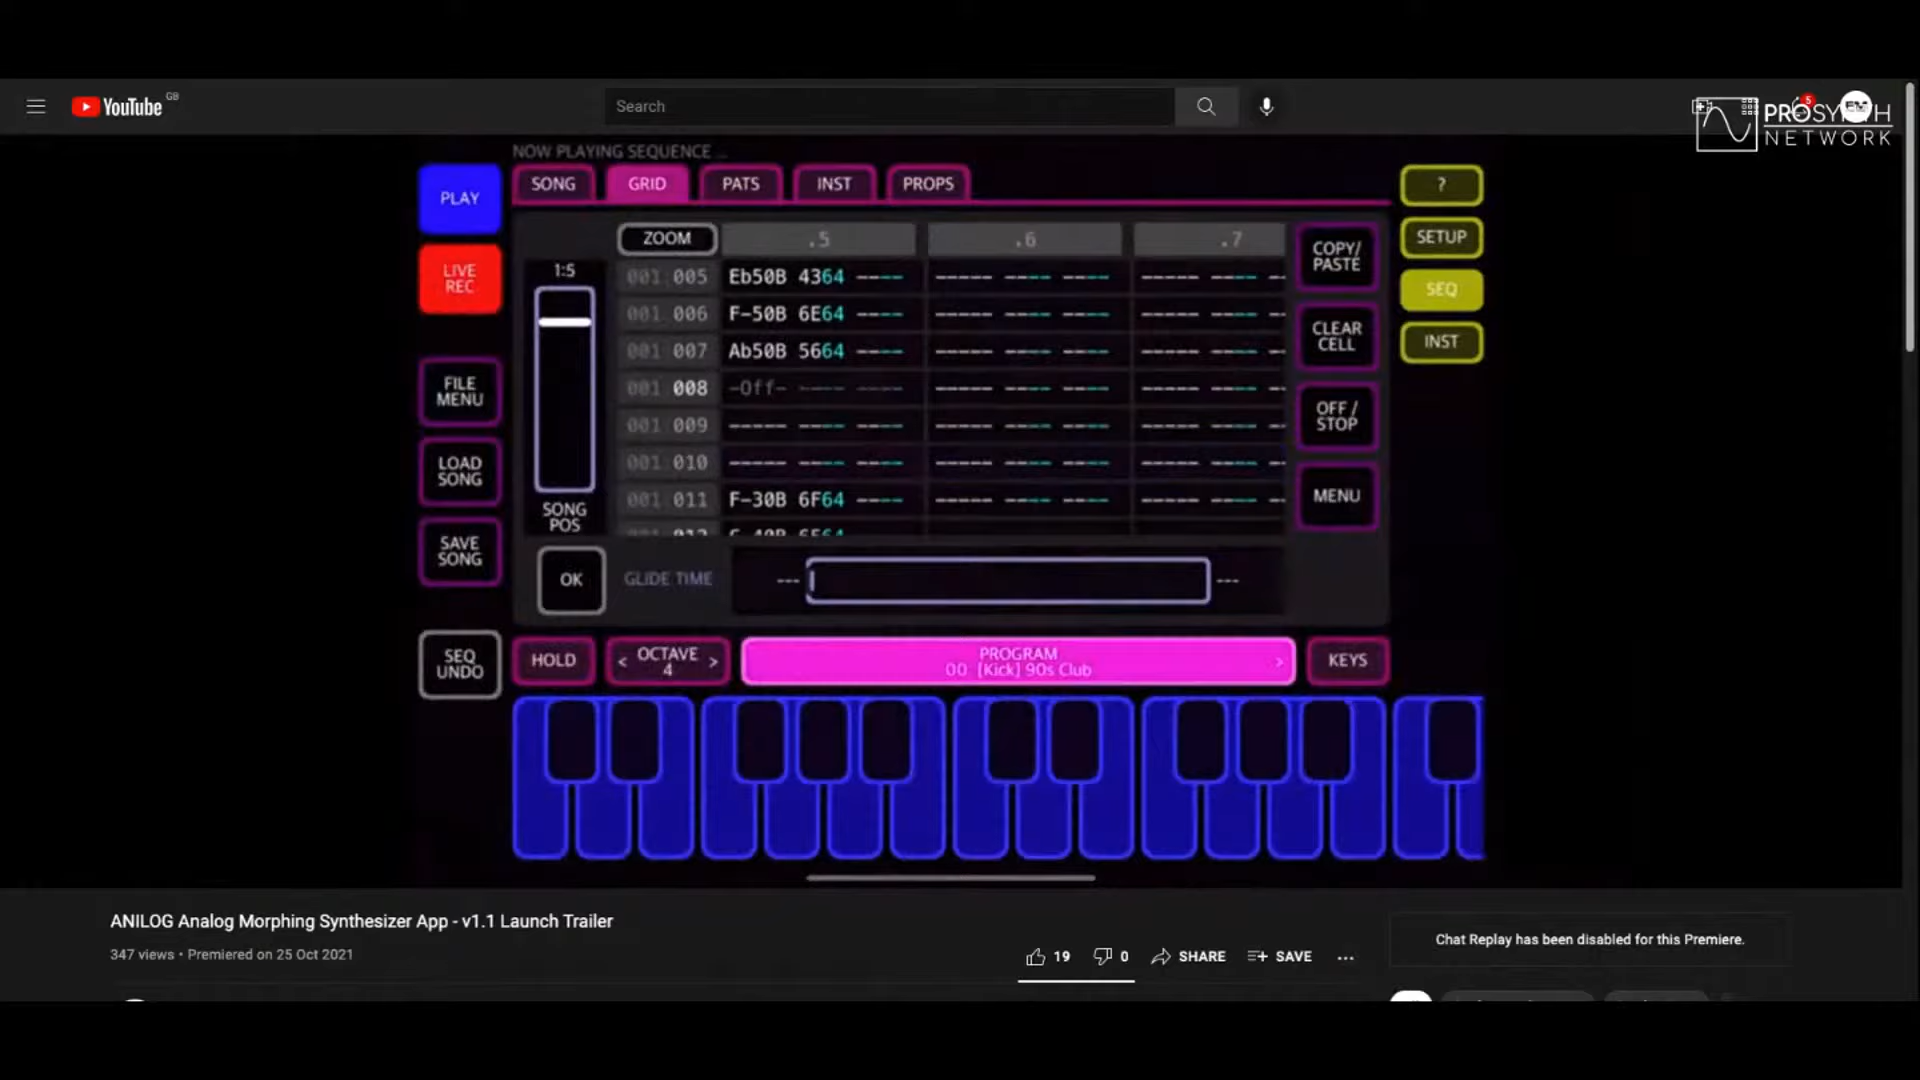 YouTube GB
Search
5
PROSYNTH
NETWORK
NOW PLAYING SEQUENCE ...
PLAY
SONG
GRID
PATS
INST
PROPS
?
LIVE
REC
ZOOM
.5
.6
.7
COPY/
PASTE
SETUP
1:5
001 005 Eb50B 4364 ----
001 006 F-50B 6E64 ----
001 007 Ab50B 5664 ----
001 008 -Off- ---- ----
001 009 ----- ---- ----
001 010 ----- ---- ----
001 011 F-30B 6F64 ----
SEQ
CLEAR
CELL
INST
FILE
MENU
OFF /
STOP
LOAD
SONG
MENU
SONG
POS
SAVE
SONG
OK
GLIDE TIME
---
---
SEQ
UNDO
HOLD
< OCTAVE >
4
PROGRAM
00 [Kick] 90s Club >
KEYS
ANILOG Analog Morphing Synthesizer App - v1.1 Launch Trailer
347 views • Premiered on 25 Oct 2021
19
0
SHARE
SAVE
...
Chat Replay has been disabled for this Premiere.